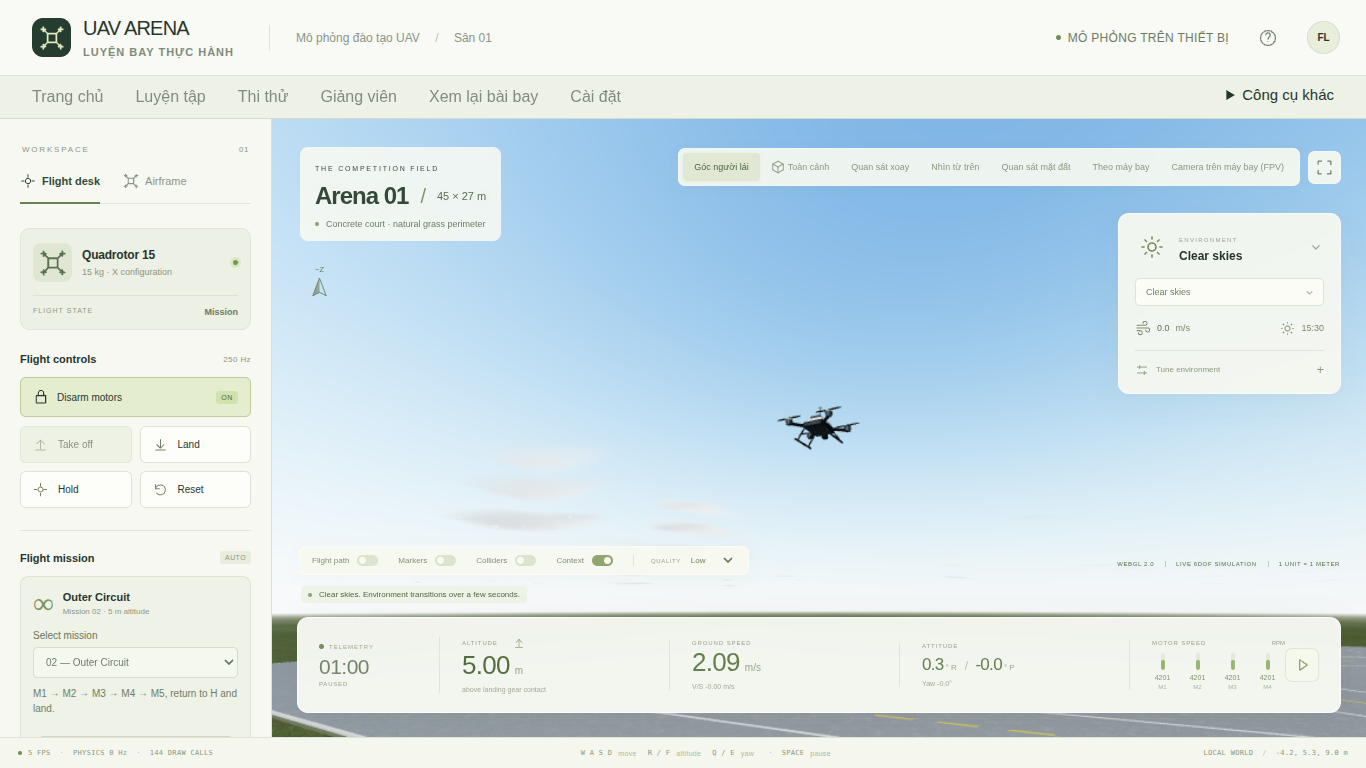 UAV ARENA
LUYỆN BAY THỰC HÀNH
Mô phỏng đào tạo UAV / Sân 01
MÔ PHỎNG TRÊN THIẾT BỊ
FL
Trang chủ Luyện tập Thi thử Giảng viên Xem lại bài bay Cài đặt
▶ Công cụ khác
WORKSPACE 01
Flight desk Airframe
Quadrotor 15
15 kg · X configuration
FLIGHT STATE Mission
Flight controls 250 Hz
Disarm motors ON
Take off Land
Hold Reset
Flight mission AUTO
Outer Circuit
Mission 02 · 5 m altitude
Select mission
02 — Outer Circuit
M1 → M2 → M3 → M4 → M5, return to H and
land.
THE COMPETITION FIELD
Arena 01 / 45 × 27 m
Concrete court · natural grass perimeter
−Z
Góc người lái Toàn cảnh Quan sát xoay Nhìn từ trên Quan sát mặt đất Theo máy bay Camera trên máy bay (FPV)
ENVIRONMENT
Clear skies
Clear skies
0.0 m/s 15:30
Tune environment +
Flight path Markers Colliders Context QUALITY Low
Clear skies. Environment transitions over a few seconds.
WEBGL 2.0 | LIVE 6DOF SIMULATION | 1 UNIT = 1 METER
TELEMETRY
01:00
PAUSED
ALTITUDE
5.00 m
above landing gear contact
GROUND SPEED
2.09 m/s
V/S -0.00 m/s
ATTITUDE
0.3 ° R / -0.0 ° P
Yaw -0.0°
MOTOR SPEED RPM
4201 4201 4201 4201
M1 M2 M3 M4
5 FPS · PHYSICS 0 Hz · 144 DRAW CALLS
W A S D move R / F altitude Q / E yaw · SPACE pause
LOCAL WORLD / -4.2, 5.3, 9.0 m